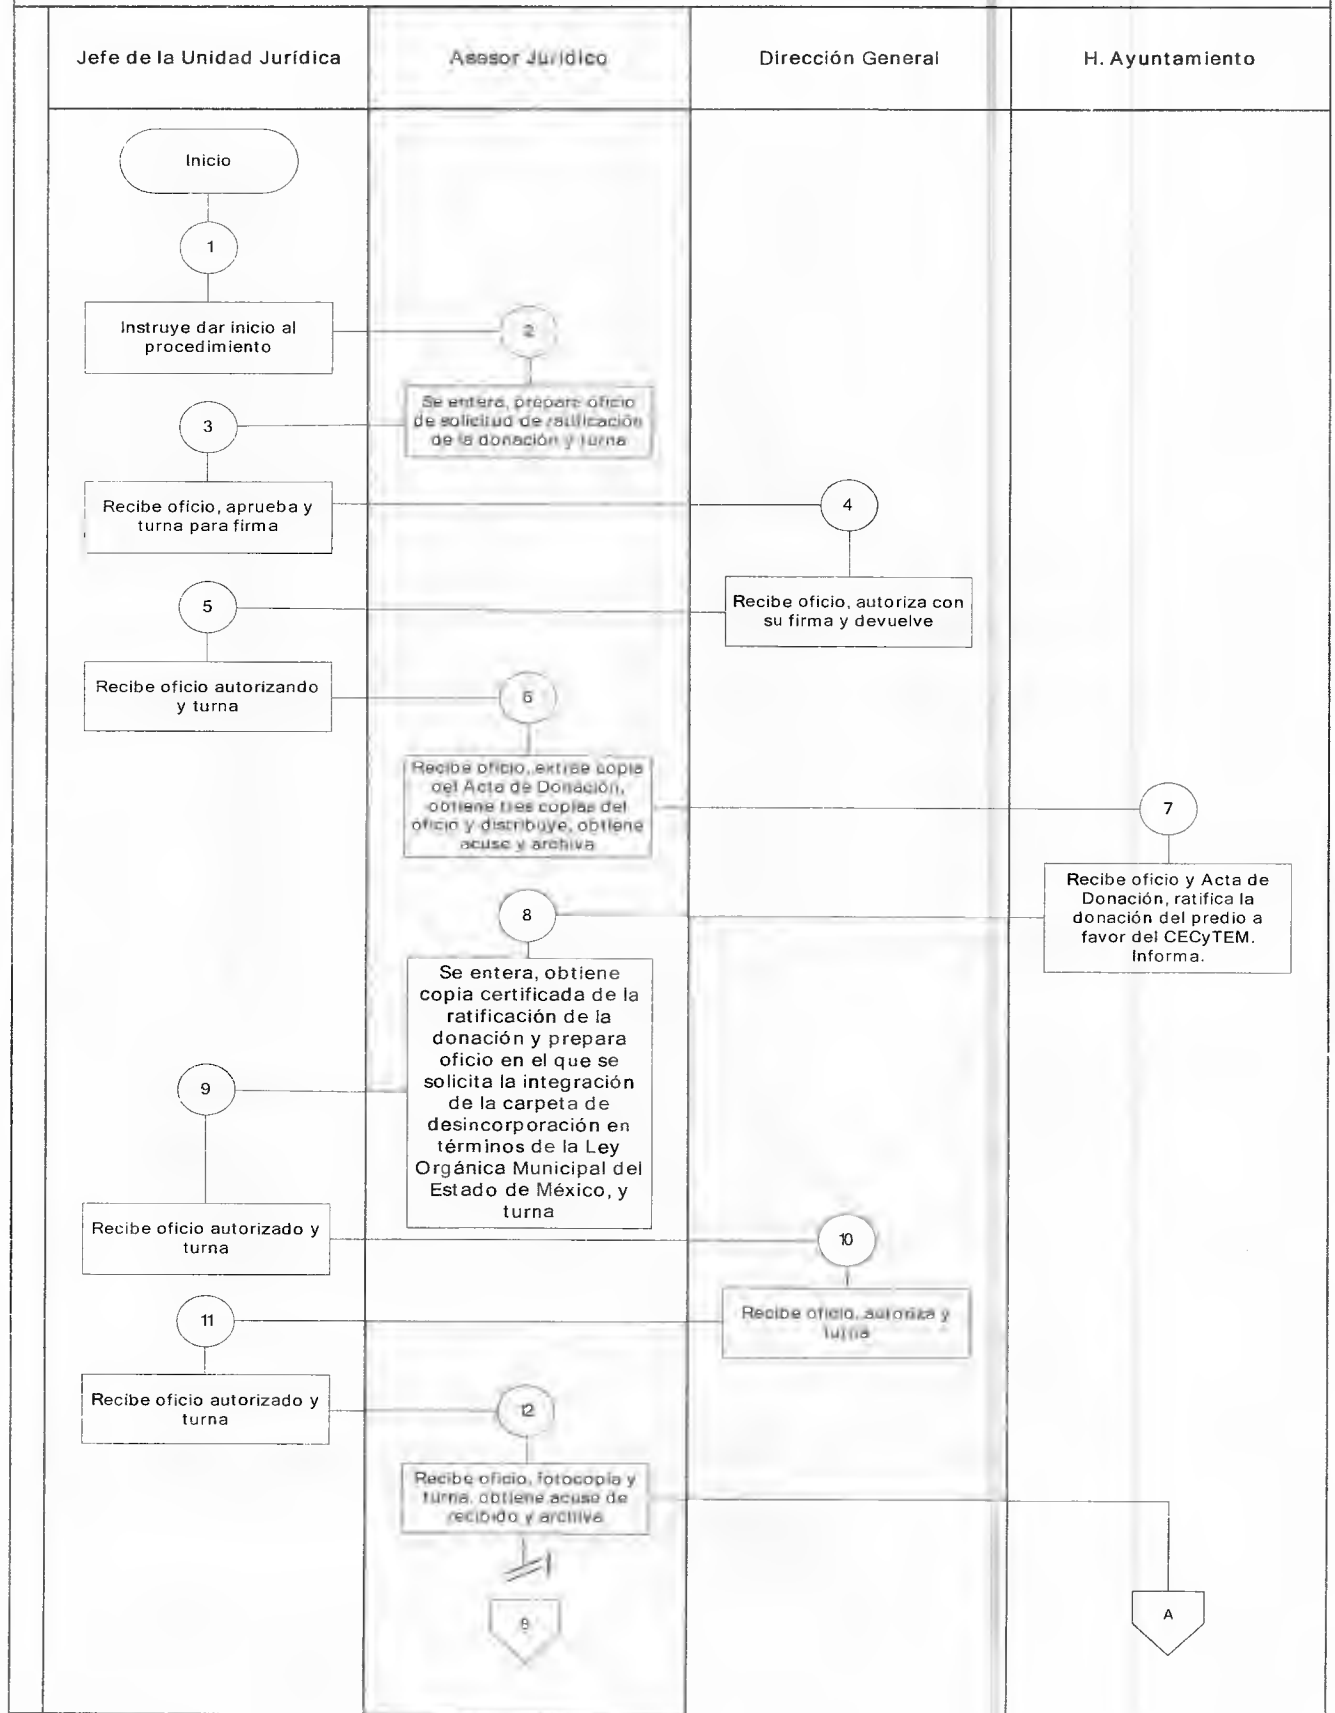 Jefe de la Unidad Jurídica
Asesor Jurídico
Dirección General
H. Ayuntamiento
Inicio
1
Instruye dar inicio al
procedimiento
2
Se entera, prepara oficio
de solicitud de ratificación
de la donación y turna
3
Recibe oficio, aprueba y
turna para firma
4
Recibe oficio, autoriza con
su firma y devuelve
5
Recibe oficio autorizando
y turna
6
Recibe oficio, extrae copia
del Acta de Donación,
obtiene tres copias del
oficio y distribuye, obtiene
acuse y archiva
7
Recibe oficio y Acta de
Donación, ratifica la
donación del predio a
favor del CECyTEM.
Informa.
8
Se entera, obtiene
copia certificada de la
ratificación de la
donación y prepara
oficio en el que se
solicita la integración
de la carpeta de
desincorporación en
términos de la Ley
Orgánica Municipal del
Estado de México, y
turna
9
Recibe oficio autorizado y
turna
10
Recibe oficio, autoriza y
turna
11
Recibe oficio autorizado y
turna
12
Recibe oficio, fotocopia y
turna, obtiene acuse de
recibido y archiva
A